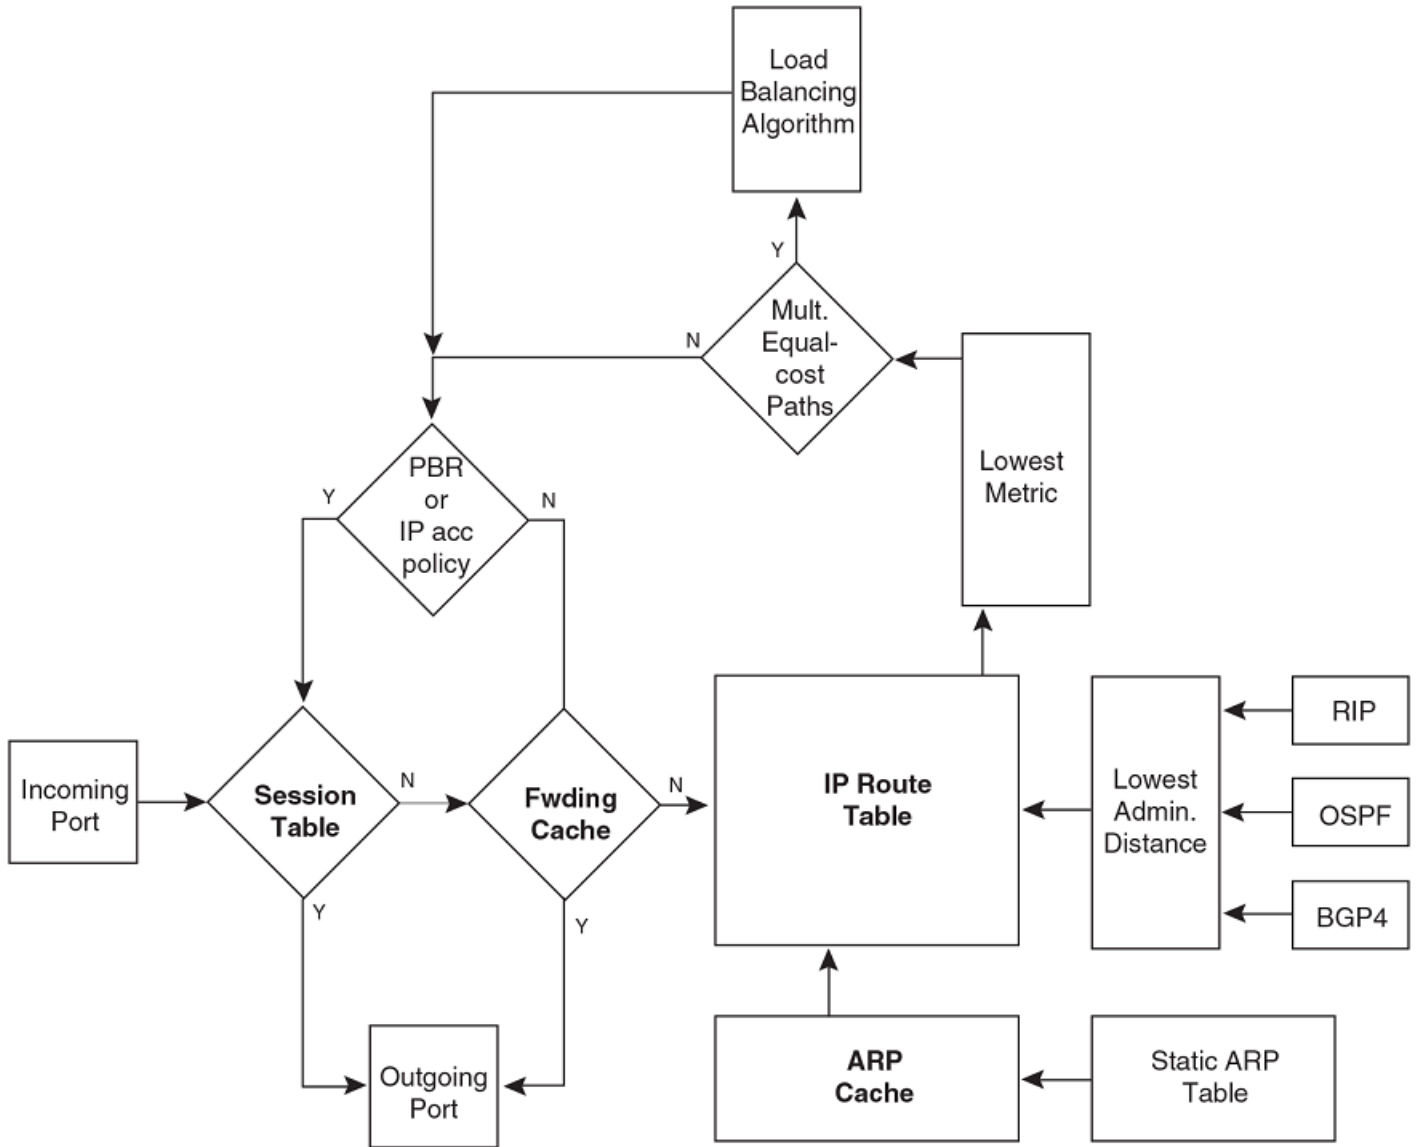 Load
Balancing
Algorithm
Y
Mult.
Equal-
cost
Paths
N
Lowest
Metric
PBR
or
IP acc
policy
Y
N
Incoming
Port
Session
Table
N
Y
Fwding
Cache
N
Y
IP Route
Table
Lowest
Admin.
Distance
RIP
OSPF
BGP4
Outgoing
Port
ARP
Cache
Static ARP
Table